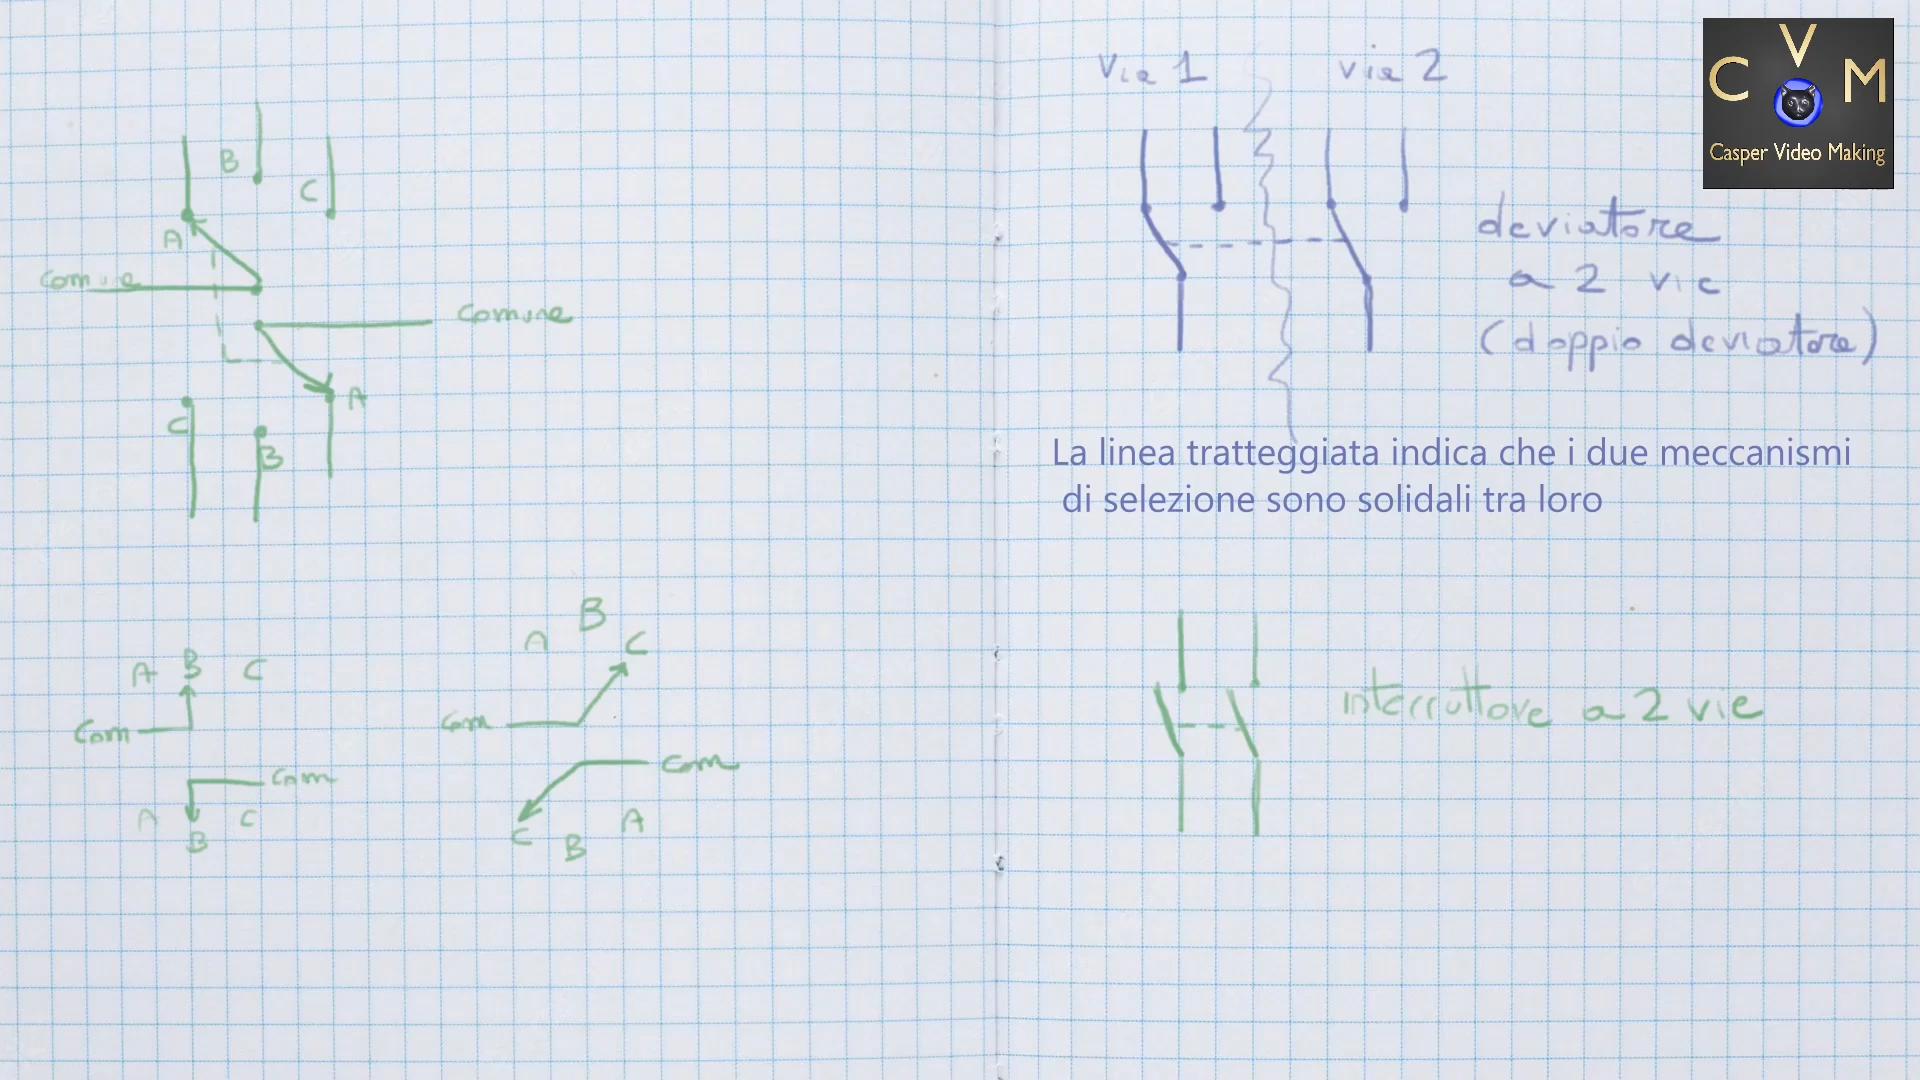 B
C
A
Comune
Comune
A
C
B
A B C
Com
Com
A C
B
B
A C
Com
Com
C B A
Via 1 via 2
deviatore
a 2 vie
(doppio deviatore)
La linea tratteggiata indica che i due meccanismi
di selezione sono solidali tra loro
interruttore a 2 vie
C V M
Casper Video Making